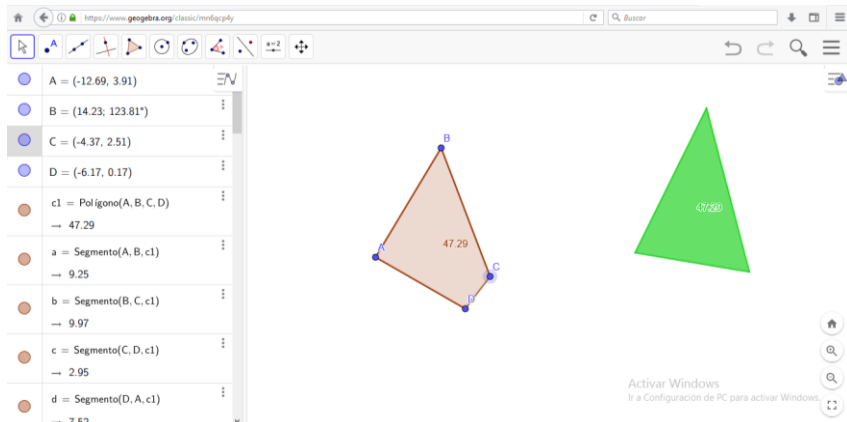 https://www.geogebra.org/classic/mn6qcp4y
Buscar
A
a=2
A = (-12.69, 3.91)
B = (14.23; 123.81°)
C = (-4.37, 2.51)
D = (-6.17, 0.17)
c1 = Polígono(A, B, C, D)
→ 47.29
a = Segmento(A, B, c1)
→ 9.25
b = Segmento(B, C, c1)
→ 9.97
c = Segmento(C, D, c1)
→ 2.95
d = Segmento(D, A, c1)
→ 7.52
B
A
47.29
C
D
47.29
Activar Windows
Ir a Configuración de PC para activar Windows.